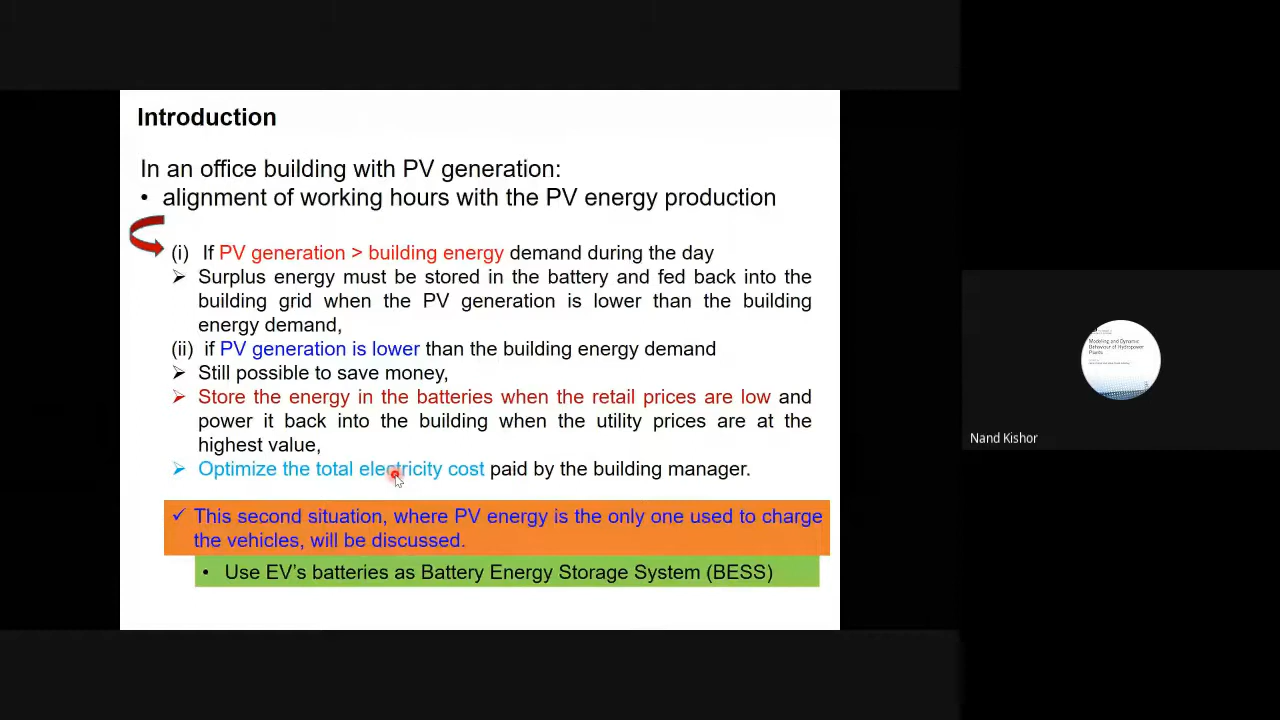 Introduction
In an office building with PV generation:
• alignment of working hours with the PV energy production
(i) If PV generation > building energy demand during the day
➢ Surplus energy must be stored in the battery and fed back into the
building grid when the PV generation is lower than the building
energy demand,
(ii) if PV generation is lower than the building energy demand
➢ Still possible to save money,
➢ Store the energy in the batteries when the retail prices are low and
power it back into the building when the utility prices are at the
highest value,
➢ Optimize the total electricity cost paid by the building manager.
✓ This second situation, where PV energy is the only one used to charge
the vehicles, will be discussed.
• Use EV's batteries as Battery Energy Storage System (BESS)
Modeling and Dynamic
Behaviour of Hydropower
Plants
Nand Kishor